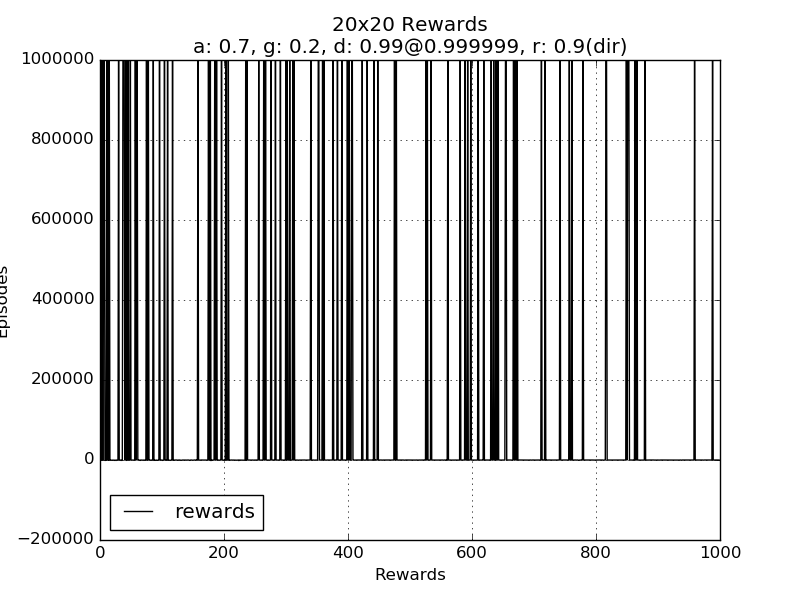 20x20 Rewards
a: 0.7, g: 0.2, d: 0.99@0.999999, r: 0.9(dir)
1000000
800000
600000
400000
200000
0
−200000
Episodes
rewards
0 200 400 600 800 1000
Rewards